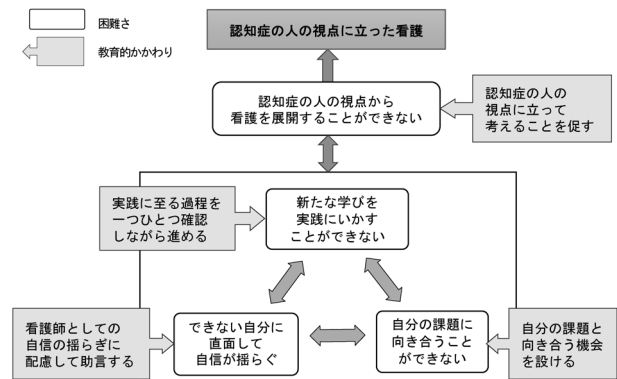 困難さ
教育的かかわり
認知症の人の視点に立った看護
認知症の人の視点から
看護を展開することができない
認知症の人の
視点に立って
考えることを促す
実践に至る過程を
一つひとつ確認
しながら進める
新たな学びを
実践にいかす
ことができない
看護師としての
自信の揺らぎに
配慮して助言する
できない自分に
直面して
自信が揺らぐ
自分の課題に
向き合うこと
ができない
自分の課題と
向き合う機会
を設ける